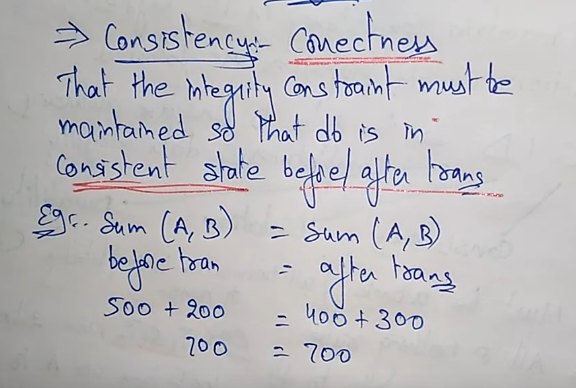 ⇒ Consistency:- Correctness
That the integrity constraint must be
maintained so that db is in
consistent state before/after trans
Eg:- Sum (A, B) = Sum (A, B)
before tran = after trans
500 + 200 = 400 + 300
700 = 700